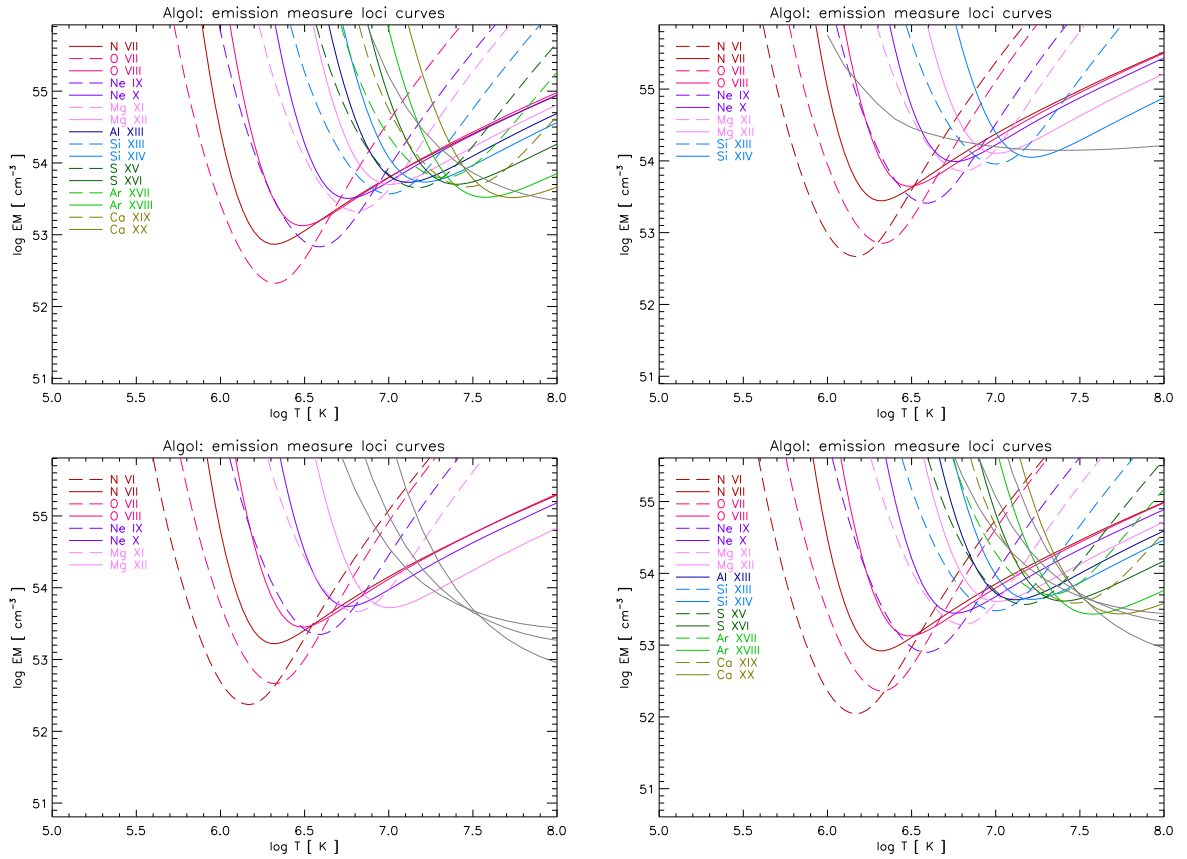 Algol: emission measure loci curves
log EM [ cm⁻³ ]
55
54
53
52
51
N VII
O VII
O VIII
Ne IX
Ne X
Mg XI
Mg XII
Al XIII
Si XIII
Si XIV
S XV
S XVI
Ar XVII
Ar XVIII
Ca XIX
Ca XX
5.0 5.5 6.0 6.5 7.0 7.5 8.0
log T [ K ]
Algol: emission measure loci curves
log EM [ cm⁻³ ]
55
54
53
52
51
N VI
N VII
O VII
O VIII
Ne IX
Ne X
Mg XI
Mg XII
Si XIII
Si XIV
5.0 5.5 6.0 6.5 7.0 7.5 8.0
log T [ K ]
Algol: emission measure loci curves
log EM [ cm⁻³ ]
55
54
53
52
51
N VI
N VII
O VII
O VIII
Ne IX
Ne X
Mg XI
Mg XII
5.0 5.5 6.0 6.5 7.0 7.5 8.0
log T [ K ]
Algol: emission measure loci curves
log EM [ cm⁻³ ]
55
54
53
52
51
N VI
N VII
O VII
O VIII
Ne IX
Ne X
Mg XI
Mg XII
Al XIII
Si XIII
Si XIV
S XV
S XVI
Ar XVII
Ar XVIII
Ca XIX
Ca XX
5.0 5.5 6.0 6.5 7.0 7.5 8.0
log T [ K ]